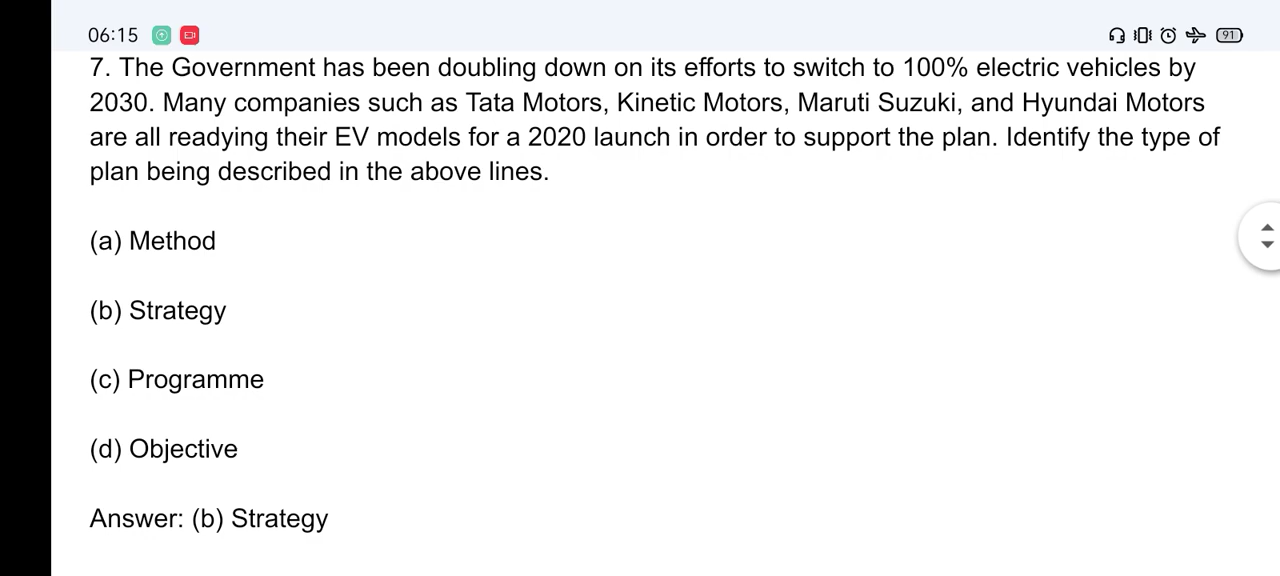 06:15
91
7. The Government has been doubling down on its efforts to switch to 100% electric vehicles by
2030. Many companies such as Tata Motors, Kinetic Motors, Maruti Suzuki, and Hyundai Motors
are all readying their EV models for a 2020 launch in order to support the plan. Identify the type of
plan being described in the above lines.
(a) Method
(b) Strategy
(c) Programme
(d) Objective
Answer: (b) Strategy